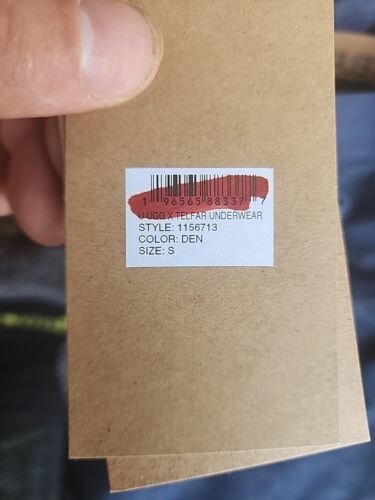 1 96565 88337 7
U UGG X TELFAR UNDERWEAR
STYLE: 1156713
COLOR: DEN
SIZE: S